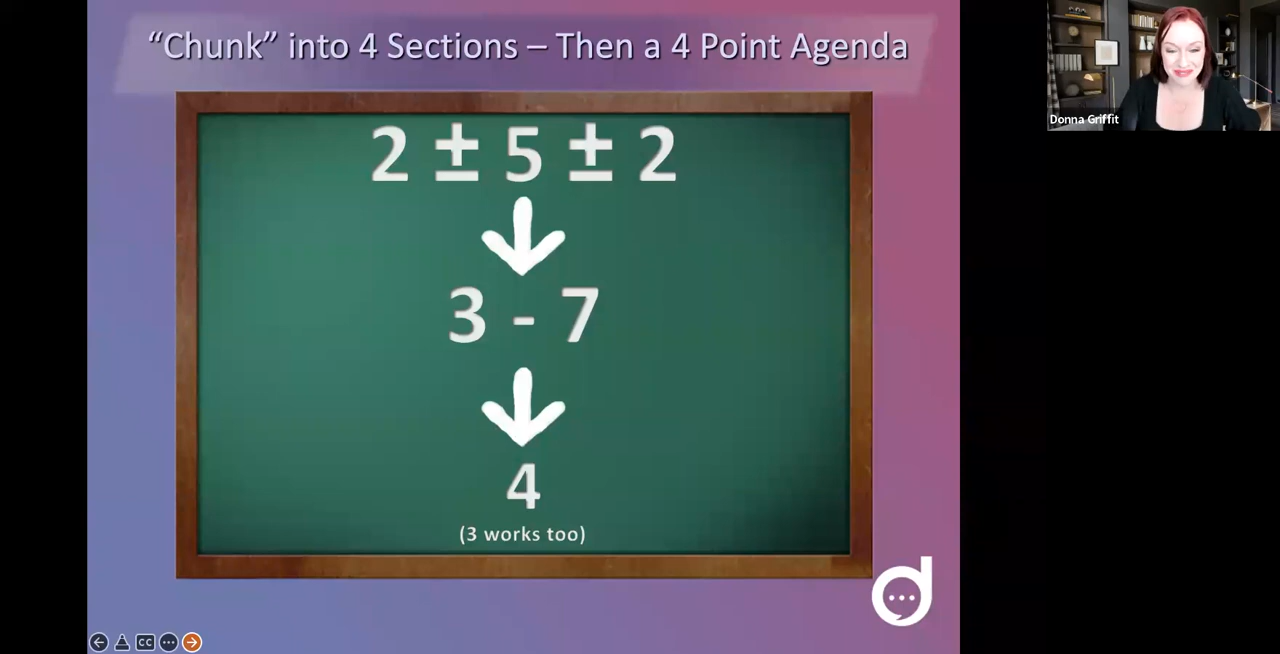 “Chunk” into 4 Sections – Then a 4 Point Agenda
Donna Griffit
2 ± 5 ± 2
3 - 7
4
(3 works too)
CC